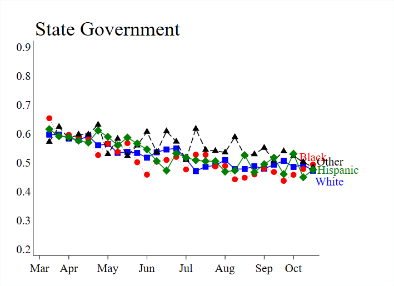 State Government
0.9
0.8
0.7
0.6
0.5
0.4
0.3
0.2
Black
Other
Hispanic
White
Mar Apr May Jun Jul Aug Sep Oct